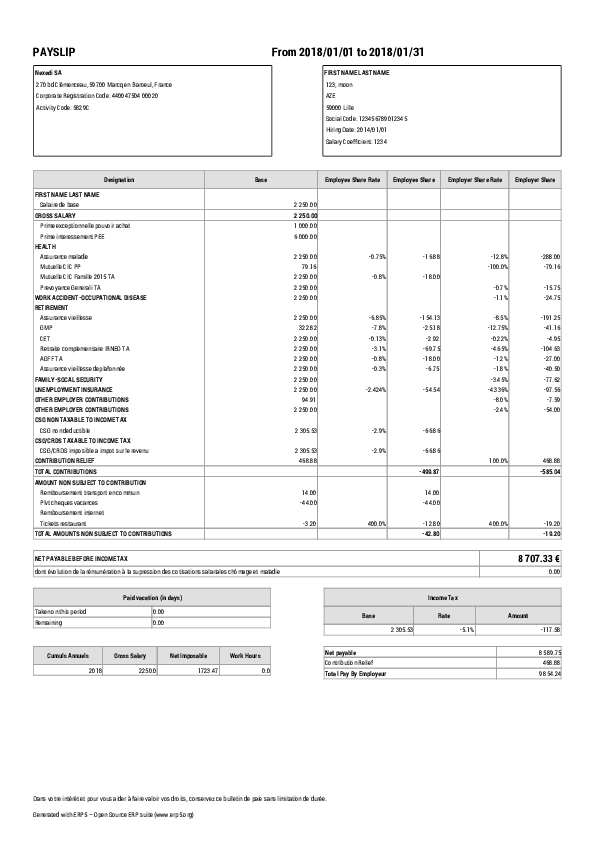 PAYSLIP From 2018/01/01 to 2018/01/31
Nexedi SA
270 bd Clémenceau, 59700 Marcq en Baroeul, France
Corporate Registration Code: 440047504 00020
Activity Code: 5829C
FIRST NAME LAST NAME
123, moon
AZE
59000 Lille
Social Code: 123456789012345
Hiring Date: 2014/01/01
Salary Coefficient: 1234
Designation Base Employee Share Rate Employee Share Employer Share Rate Employer Share
FIRST NAME LAST NAME
Salaire de base 2 250.00
GROSS SALARY 2 250.00
Prime exceptionnelle pouvoir achat 1 000.00
Prime interessement PEE 6 000.00
HEALTH
Assurance maladie 2 250.00 -0.75% -16.88 -12.8% -288.00
Mutuelle CIC PP 79.16 -100.0% -79.16
Mutuelle CIC Famille 2015 TA 2 250.00 -0.8% -18.00
Prevoyance Generali TA 2 250.00 -0.7% -15.75
WORK ACCIDENT-OCCUPATIONAL DISEASE 2 250.00 -1.1% -24.75
RETIREMENT
Assurance vieillesse 2 250.00 -6.85% -154.13 -8.5% -191.25
GMP 322.82 -7.8% -25.18 -12.75% -41.16
CET 2 250.00 -0.13% -2.92 -0.22% -4.95
Retraite complementaire IRNEO TA 2 250.00 -3.1% -69.75 -4.65% -104.63
AGFF TA 2 250.00 -0.8% -18.00 -1.2% -27.00
Assurance vieillesse deplafonnée 2 250.00 -0.3% -6.75 -1.8% -40.50
FAMILY-SOCAL SECURITY 2 250.00 -3.45% -77.62
UNEMPLOYMENT INSURANCE 2 250.00 -2.424% -54.54 -4.336% -97.56
OTHER EMPLOYER CONTRIBUTIONS 94.91 -8.0% -7.59
OTHER EMPLOYER CONTRIBUTIONS 2 250.00 -2.4% -54.00
CSG NON TAXABLE TO INCOME TAX
CSG no ndeductible 2 305.53 -2.9% -66.86
CSG/CRDS TAXABLE TO INCOME TAX
CSG/CRDS imposible a impot sur le revenu 2 305.53 -2.9% -66.86
CONTRIBUTION RELIEF 468.88 100.0% 468.88
TOTAL CONTRIBUTIONS -499.87 -585.04
AMOUNT NON SUBJECT TO CONTRIBUTION
Remboursement transport en commun 14.00 14.00
Plvt cheques vacances -44.00 -44.00
Remboursement internet
Tickets restaurant -3.20 400.0% -12.80 400.0% -19.20
TOTAL AMOUNTS NON SUBJECT TO CONTRIBUTIONS -42.80 -19.20
NET PAYABLE BEFORE INCOME TAX 8 707.33 €
dont évolution de la rémunération à la supression des cotisations salariales chômage et maladie 0.00
Paid vacation (in days)
Taken on this period 0.00
Remaining 0.00
Income Tax
Base Rate Amount
2 305.53 -5.1% -117.58
Cumuls Annuels Gross Salary Net Imposable Work Hours
2018 2250.0 1723.47 0.0
Net payable 8 589.75
Contribution Relief 468.88
Total Pay By Employeur 9854.24
Dans votre intérêt et pour vous aider à faire valoir vos droits, conservez ce bulletin de paie sans limitation de durée.
Generated with ERP5 – Open Source ERP suite (www.erp5.org)